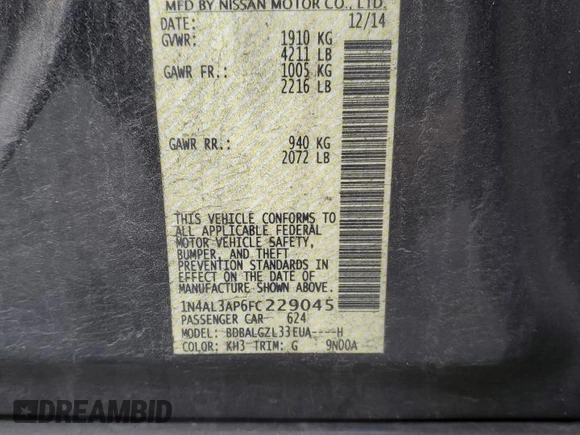 MFD BY NISSAN MOTOR CO., LTD.
DATE: 12/14
GVWR: 1910 KG
4211 LB
GAWR FR.: 1005 KG
2216 LB
GAWR RR.: 940 KG
2072 LB
THIS VEHICLE CONFORMS TO
ALL APPLICABLE FEDERAL
MOTOR VEHICLE SAFETY,
BUMPER, AND THEFT
PREVENTION STANDARDS IN
EFFECT ON THE DATE OF
MANUFACTURE SHOWN ABOVE.
1N4AL3AP6FC229045
PASSENGER CAR 624
MODEL: BDBALGZL33EUA----H
COLOR: KH3 TRIM: G 9N00A
DREAMBID